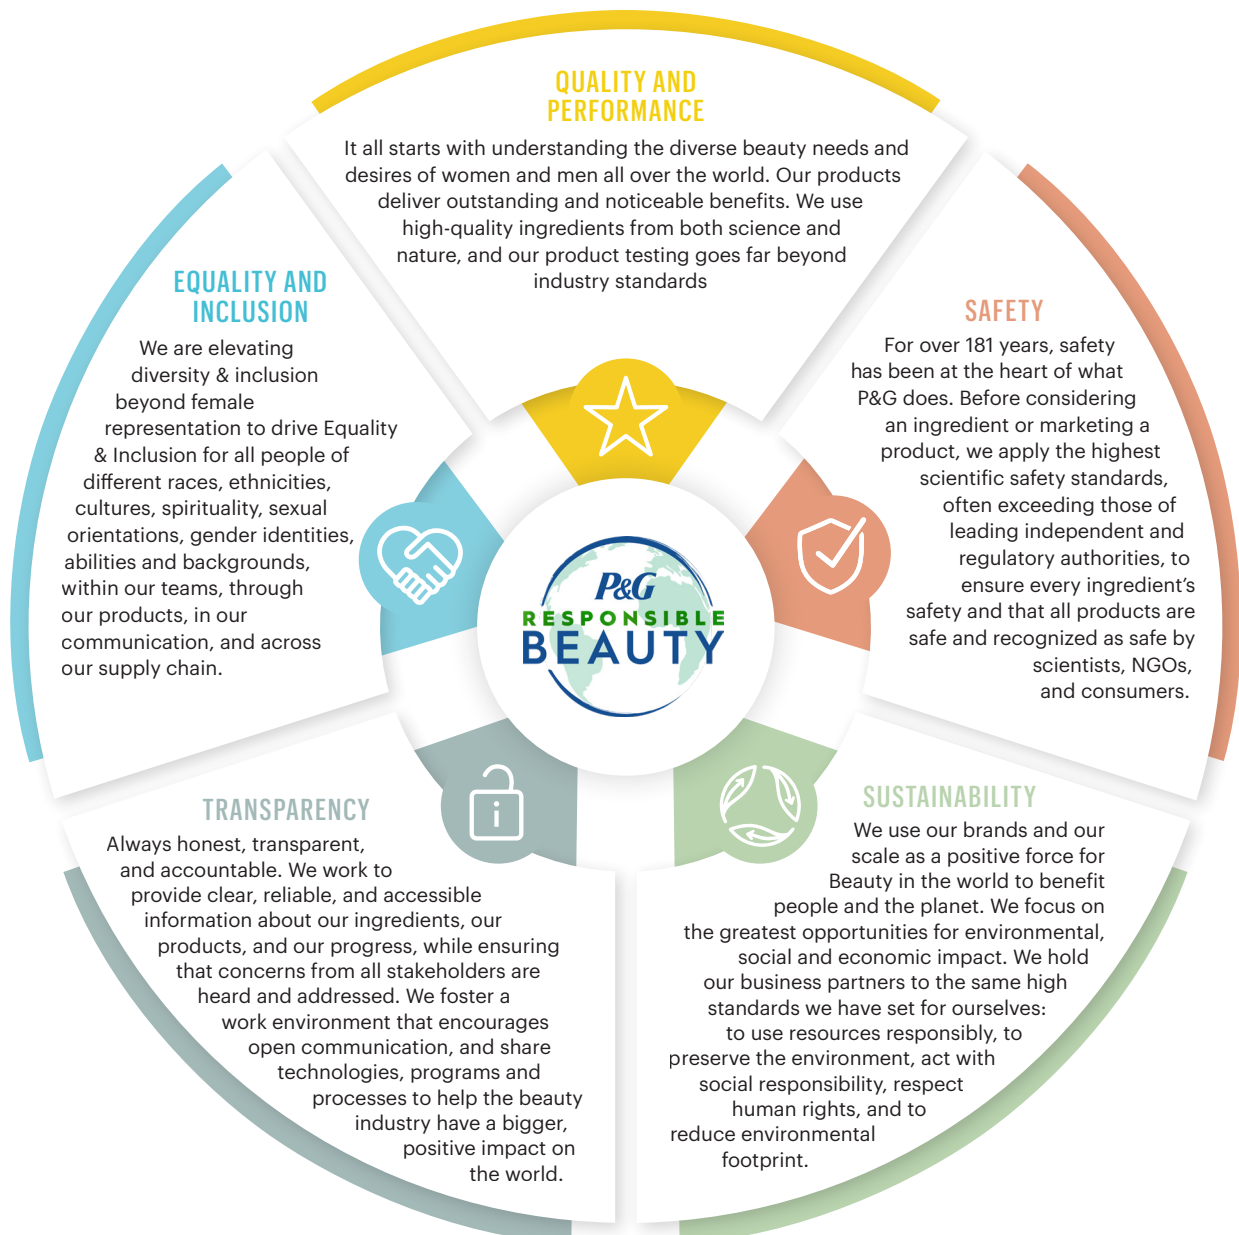 QUALITY AND
PERFORMANCE
It all starts with understanding the diverse beauty needs and
desires of women and men all over the world. Our products
deliver outstanding and noticeable benefits. We use
high-quality ingredients from both science and
nature, and our product testing goes far beyond
industry standards
SAFETY
For over 181 years, safety
has been at the heart of what
P&G does. Before considering
an ingredient or marketing a
product, we apply the highest
scientific safety standards,
often exceeding those of
leading independent and
regulatory authorities, to
ensure every ingredient’s
safety and that all products are
safe and recognized as safe by
scientists, NGOs,
and consumers.
SUSTAINABILITY
We use our brands and our
scale as a positive force for
Beauty in the world to benefit
people and the planet. We focus on
the greatest opportunities for environmental,
social and economic impact. We hold
our business partners to the same high
standards we have set for ourselves:
to use resources responsibly, to
preserve the environment, act with
social responsibility, respect
human rights, and to
reduce environmental
footprint.
TRANSPARENCY
Always honest, transparent,
and accountable. We work to
provide clear, reliable, and accessible
information about our ingredients, our
products, and our progress, while ensuring
that concerns from all stakeholders are
heard and addressed. We foster a
work environment that encourages
open communication, and share
technologies, programs and
processes to help the beauty
industry have a bigger,
positive impact on
the world.
EQUALITY AND
INCLUSION
We are elevating
diversity & inclusion
beyond female
representation to drive Equality
& Inclusion for all people of
different races, ethnicities,
cultures, spirituality, sexual
orientations, gender identities,
abilities and backgrounds,
within our teams, through
our products, in our
communication, and across
our supply chain.
P&G
RESPONSIBLE
BEAUTY
i